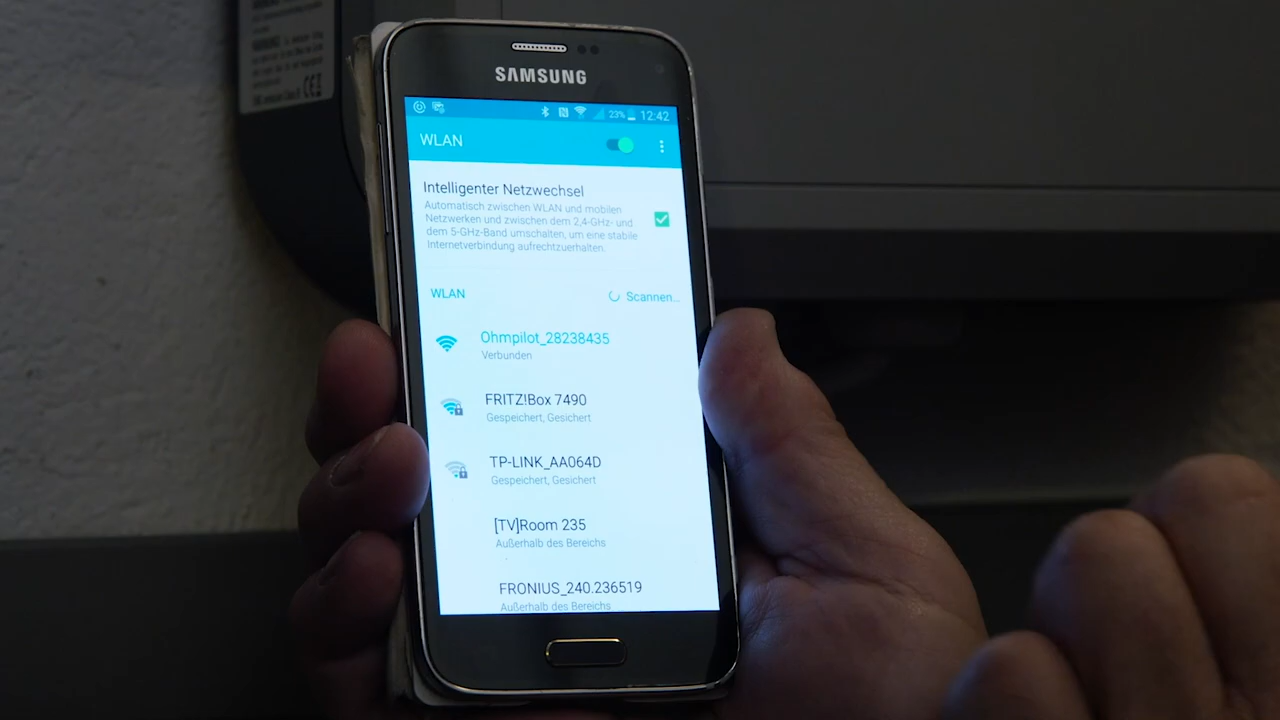 SAMSUNG
23% 12:42
WLAN
Intelligenter Netzwechsel
Automatisch zwischen WLAN und mobilen
Netzwerken und zwischen dem 2,4-GHz- und
dem 5-GHz-Band umschalten, um eine stabile
Internetverbindung aufrechtzuerhalten.
WLAN
Scannen...
Ohmpilot_28238435
Verbunden
FRITZ!Box 7490
Gespeichert, Gesichert
TP-LINK_AA064D
Gespeichert, Gesichert
[TV]Room 235
Außerhalb des Bereichs
FRONIUS_240.236519
Außerhalb des Bereichs